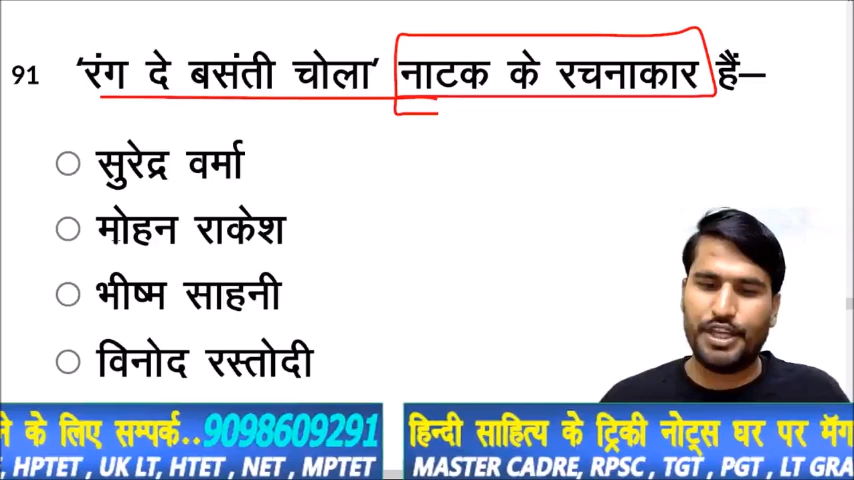 91 ‘रंग दे बसंती चोला’ नाटक के रचनाकार हैं–
सुरेद्र वर्मा
मोहन राकेश
भीष्म साहनी
विनोद रस्तोदी
ने के लिए सम्पर्क..9098609291
, HPTET , UK LT, HTET , NET , MPTET
हिन्दी साहित्य के ट्रिकी नोट्स घर पर मँग
MASTER CADRE, RPSC , TGT , PGT , LT GRA